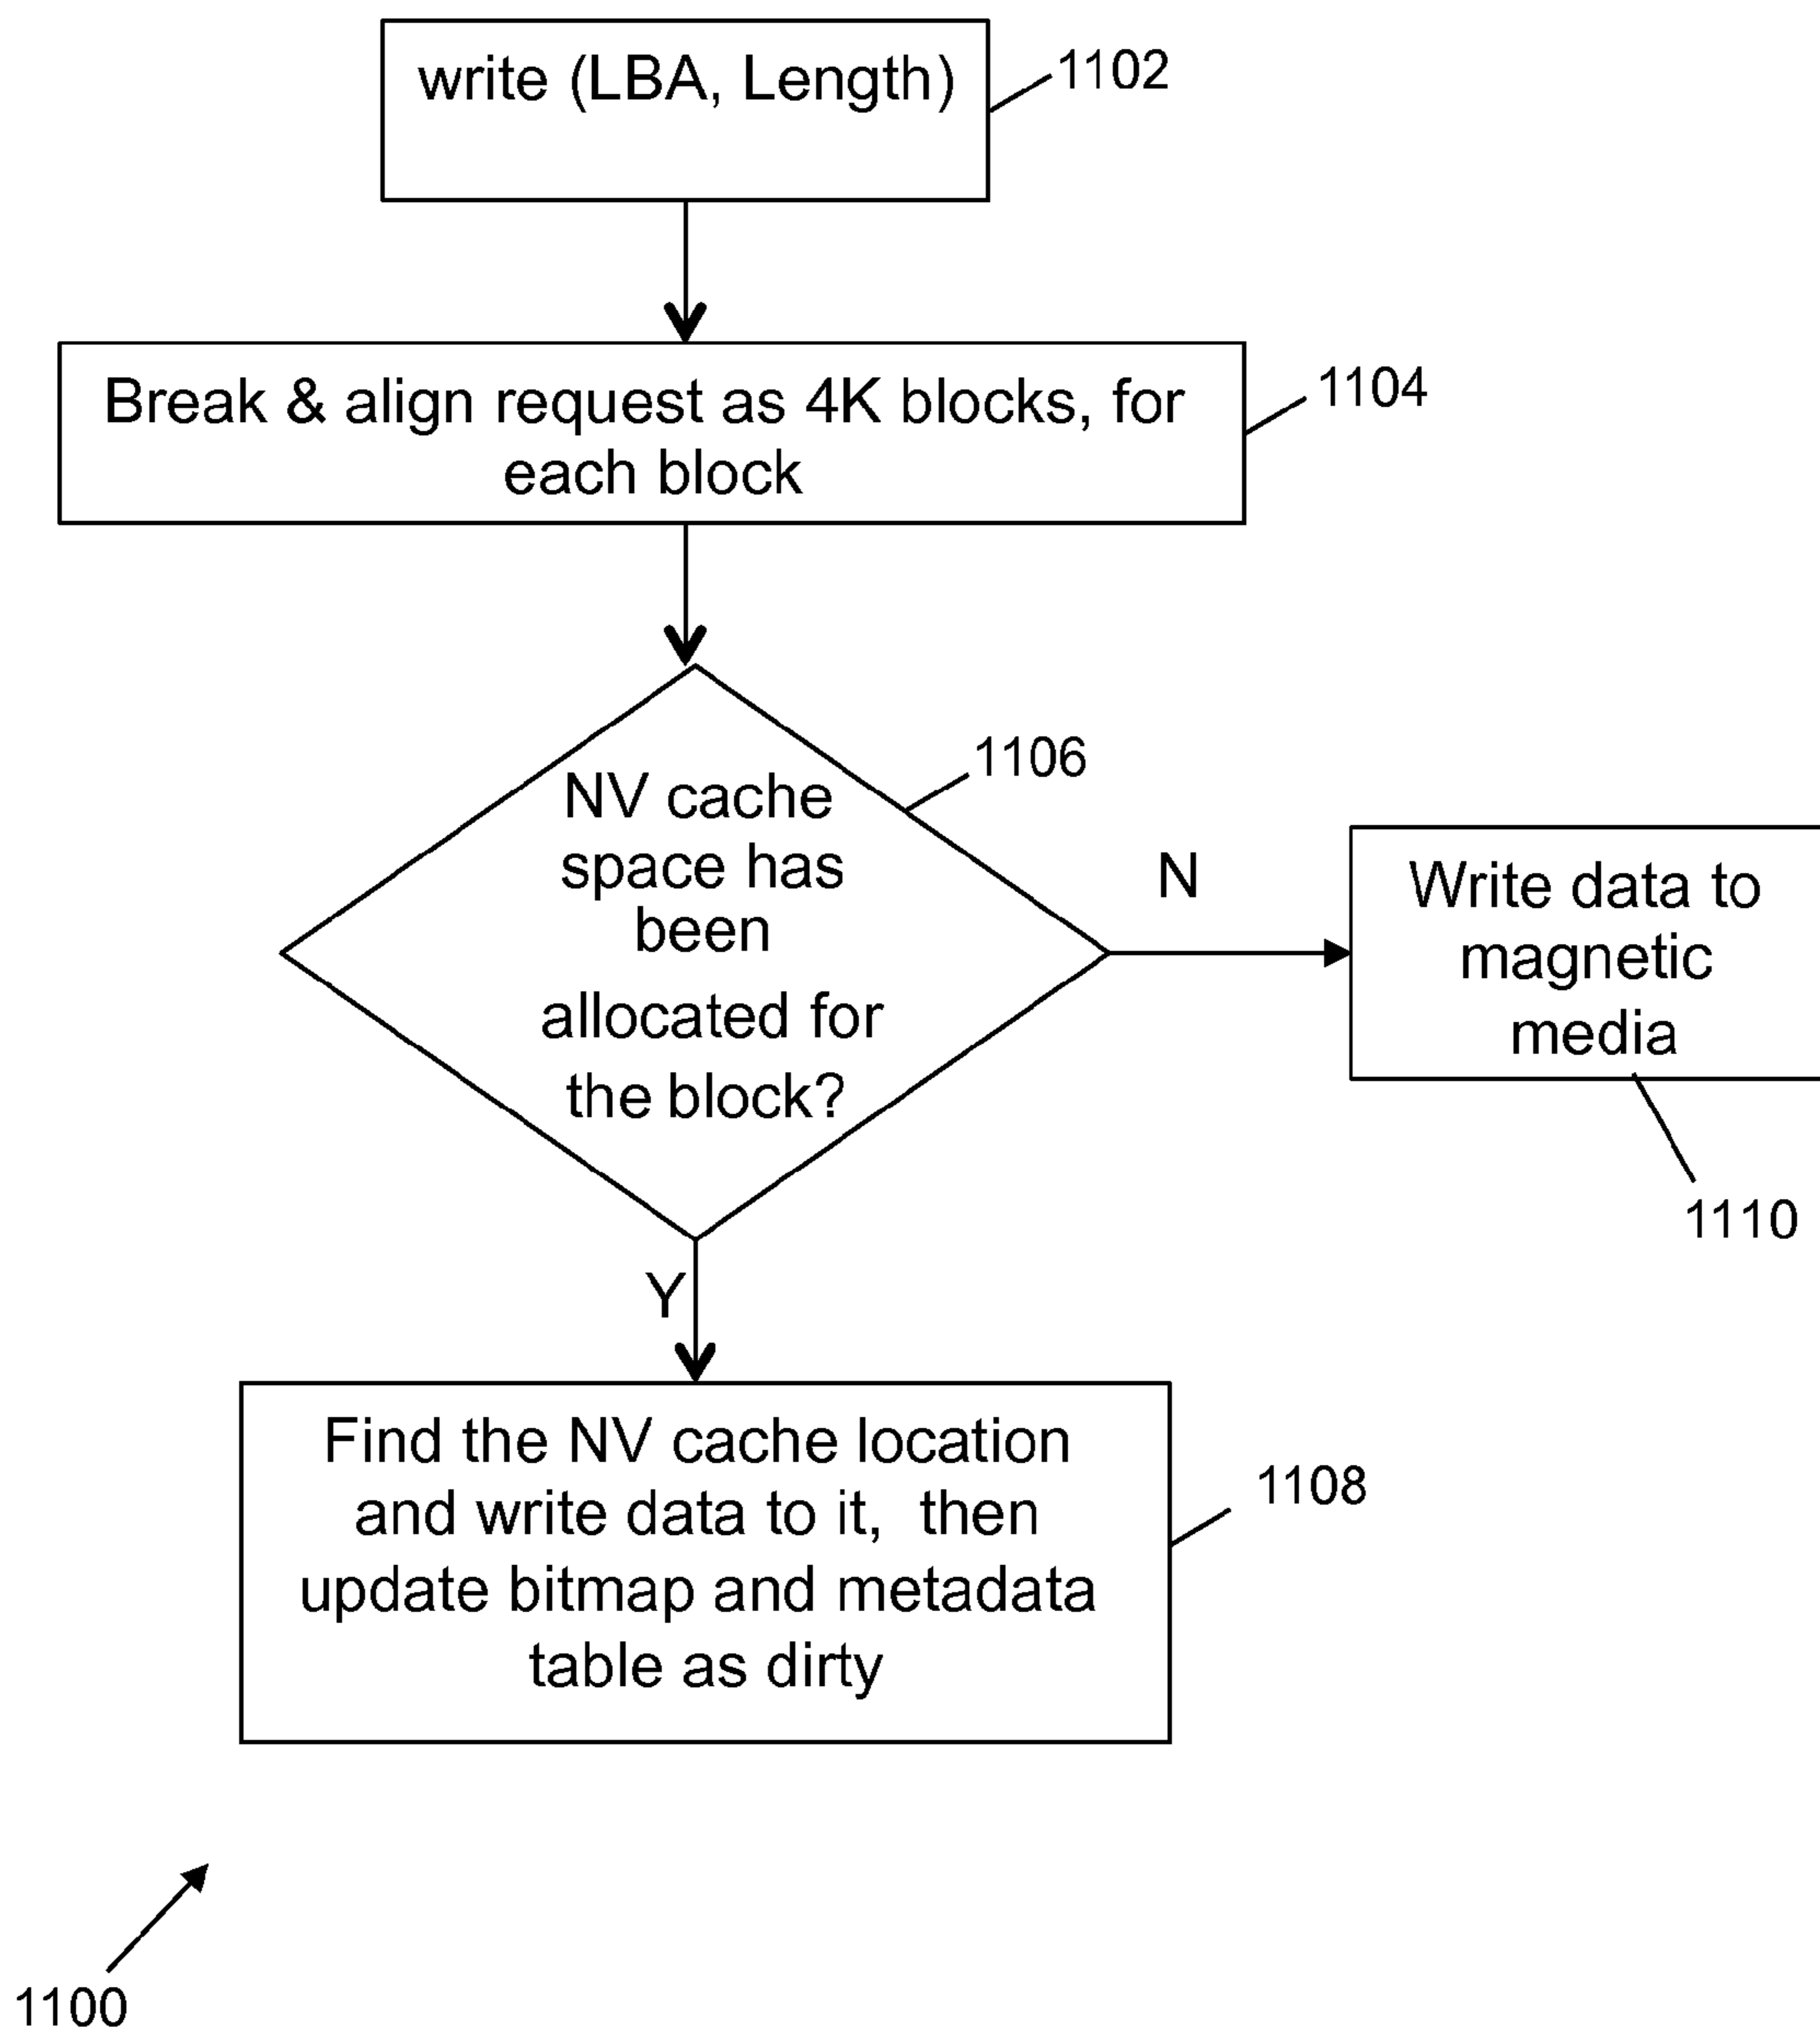 write (LBA, Length)
1102
Break & align request as 4K blocks, for
each block
1104
NV cache
space has
been
allocated for
the block?
1106
N
Write data to
magnetic
media
1110
Y
Find the NV cache location
and write data to it, then
update bitmap and metadata
table as dirty
1108
1100